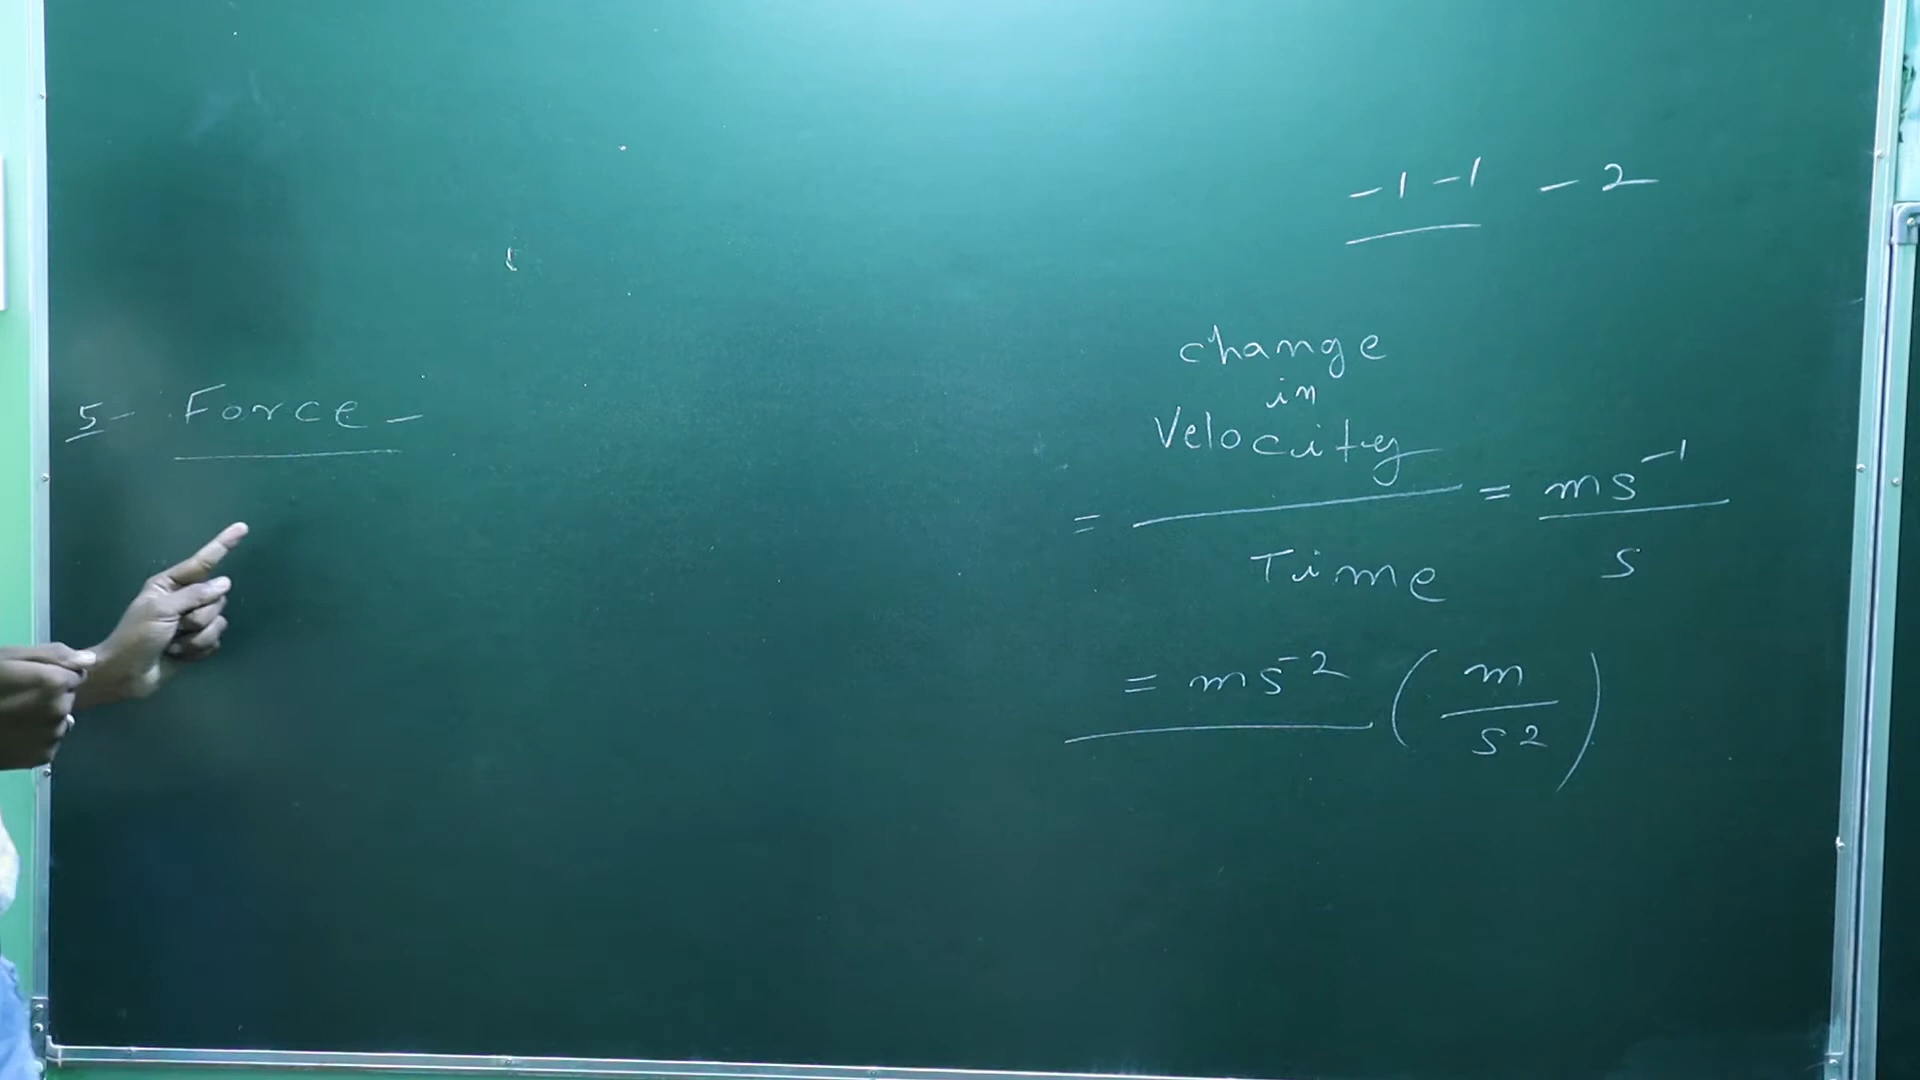 -1 -1 - 2
change
in
Velocity
= ―――― = ms⁻¹ / s
Time
= ms⁻² (m / s²)
5- Force -